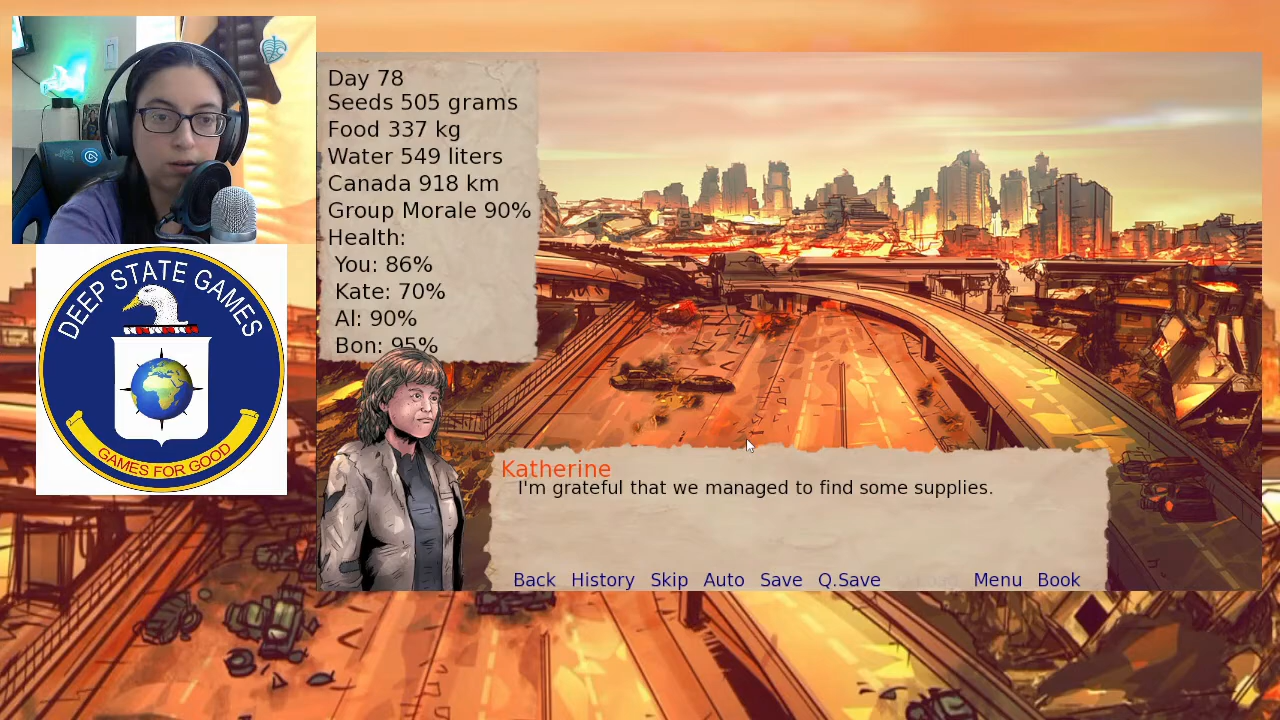 Day 78
Seeds 505 grams
Food 337 kg
Water 549 liters
Canada 918 km
Group Morale 90%
Health:
You: 86%
Kate: 70%
Al: 90%
Bon: 95%
DEEP STATE GAMES
GAMES FOR GOOD
Katherine
I'm grateful that we managed to find some supplies.
Back History Skip Auto Save Q.Save Menu Book